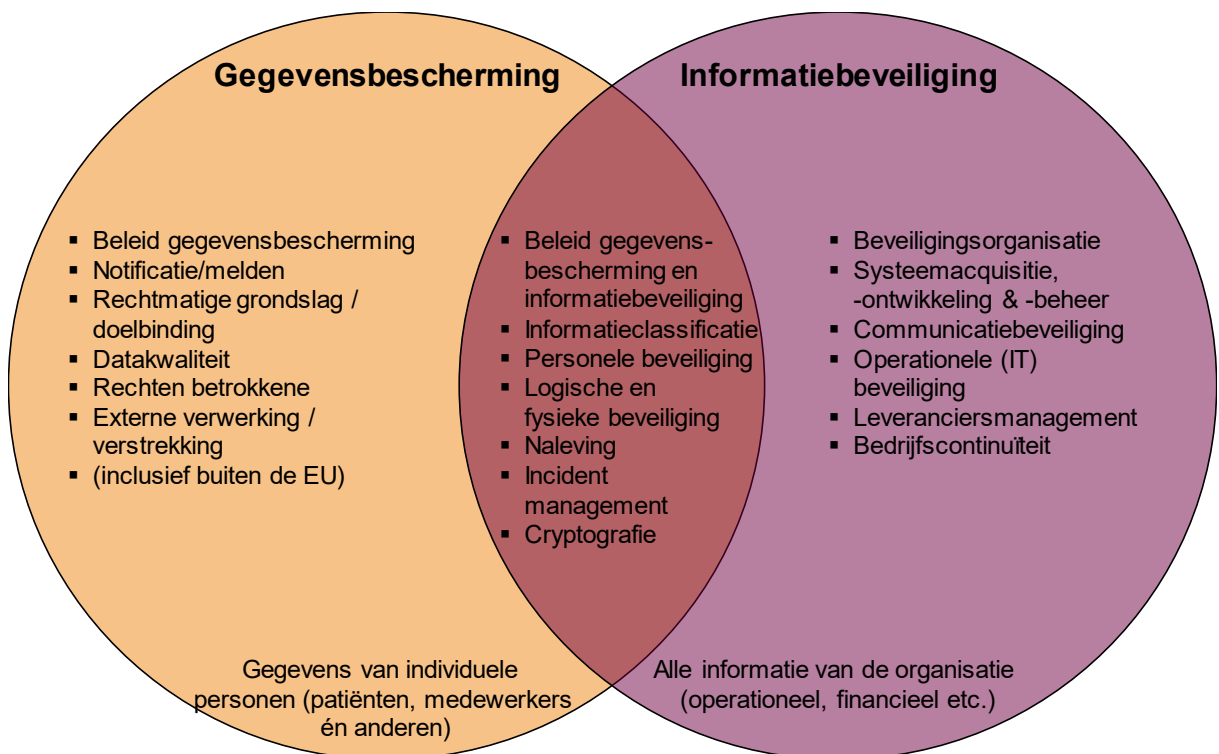 Gegevensbescherming
Informatiebeveiliging
▪ Beleid gegevensbescherming
▪ Notificatie/melden
▪ Rechtmatige grondslag /
doelbinding
▪ Datakwaliteit
▪ Rechten betrokkene
▪ Externe verwerking /
verstrekking
▪ (inclusief buiten de EU)
▪ Beleid gegevens-
bescherming en
informatiebeveiliging
▪ Informatieclassificatie
▪ Personele beveiliging
▪ Logische en
fysieke beveiliging
▪ Naleving
▪ Incident
management
▪ Cryptografie
▪ Beveiligingsorganisatie
▪ Systeemacquisitie,
-ontwikkeling & -beheer
▪ Communicatiebeveiliging
▪ Operationele (IT)
beveiliging
▪ Leveranciersmanagement
▪ Bedrijfscontinuïteit
Gegevens van individuele
personen (patiënten, medewerkers
én anderen)
Alle informatie van de organisatie
(operationeel, financieel etc.)